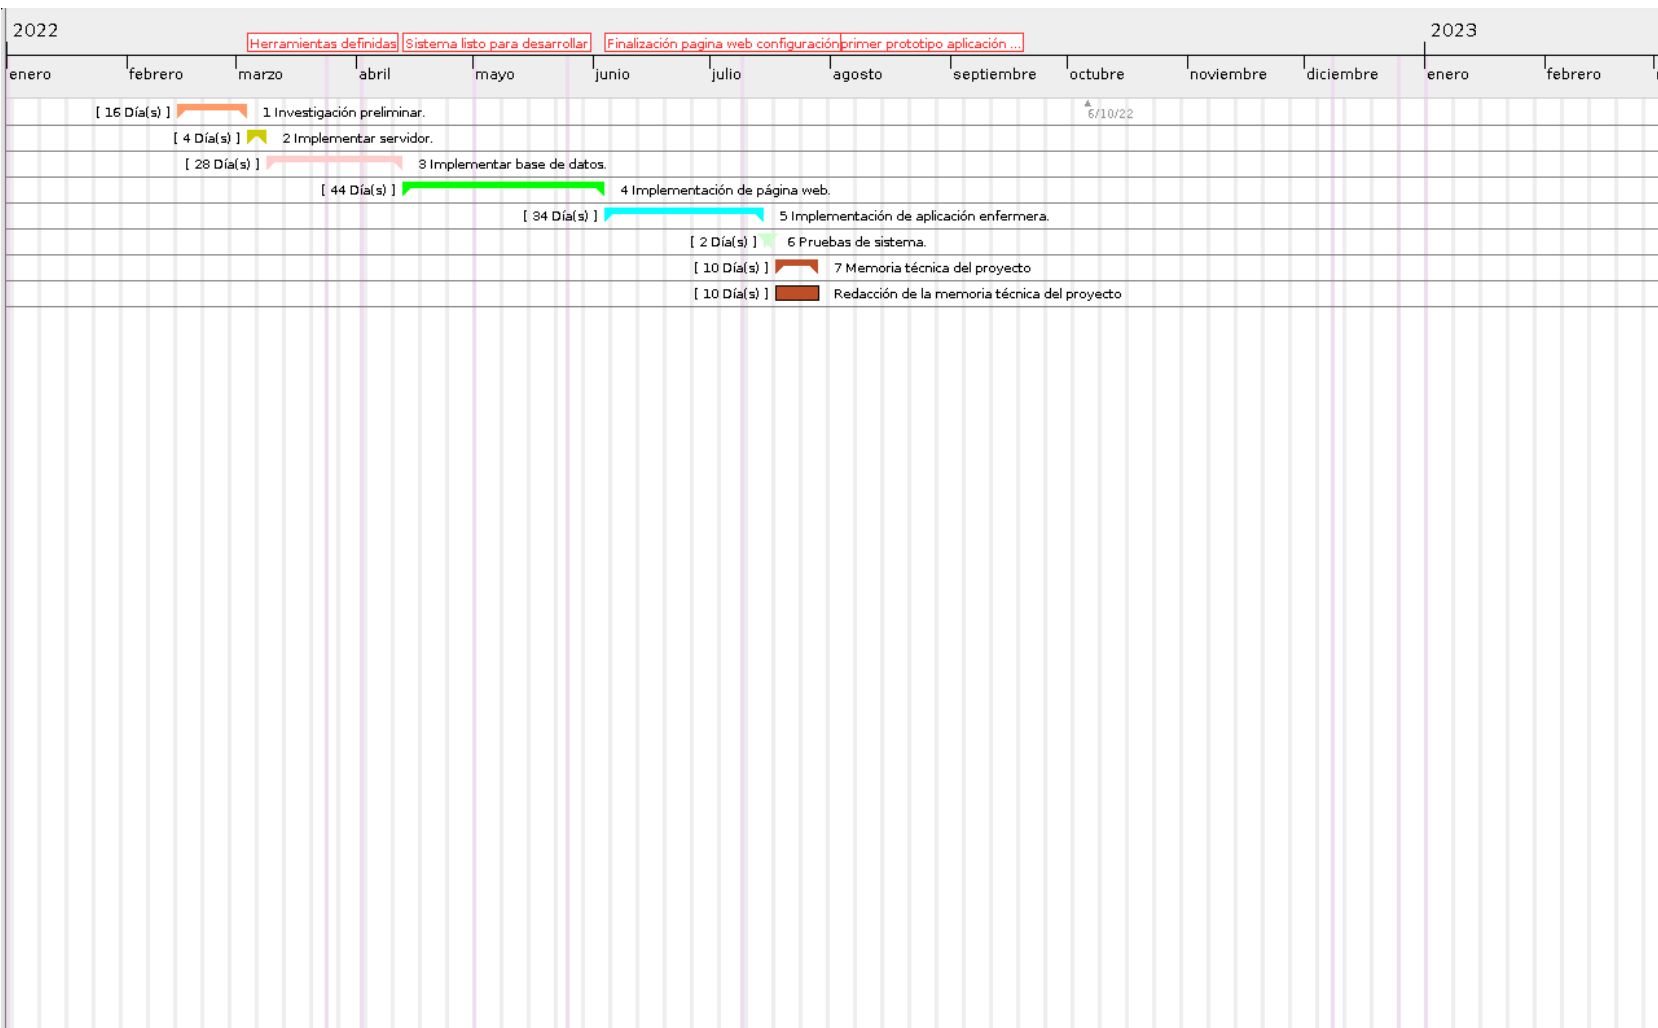 2022
2023
Herramientas definidas Sistema listo para desarrollar Finalización pagina web configuración primer prototipo aplicación ...
enero febrero marzo abril mayo junio julio agosto septiembre octubre noviembre diciembre enero febrero
[ 16 Día(s) ] 1 Investigación preliminar.
6/10/22
[ 4 Día(s) ] 2 Implementar servidor.
[ 28 Día(s) ] 3 Implementar base de datos.
[ 44 Día(s) ] 4 Implementación de página web.
[ 34 Día(s) ] 5 Implementación de aplicación enfermera.
[ 2 Día(s) ] 6 Pruebas de sistema.
[ 10 Día(s) ] 7 Memoria técnica del proyecto
[ 10 Día(s) ] Redacción de la memoria técnica del proyecto